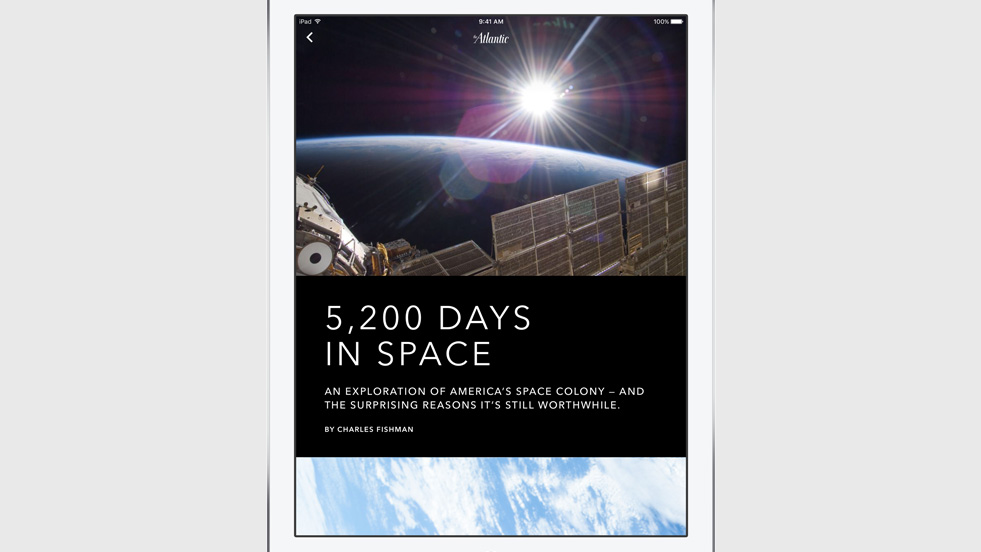 iPad 9:41 AM 100%
The Atlantic
5,200 DAYS
IN SPACE
AN EXPLORATION OF AMERICA'S SPACE COLONY – AND
THE SURPRISING REASONS IT'S STILL WORTHWHILE.
BY CHARLES FISHMAN